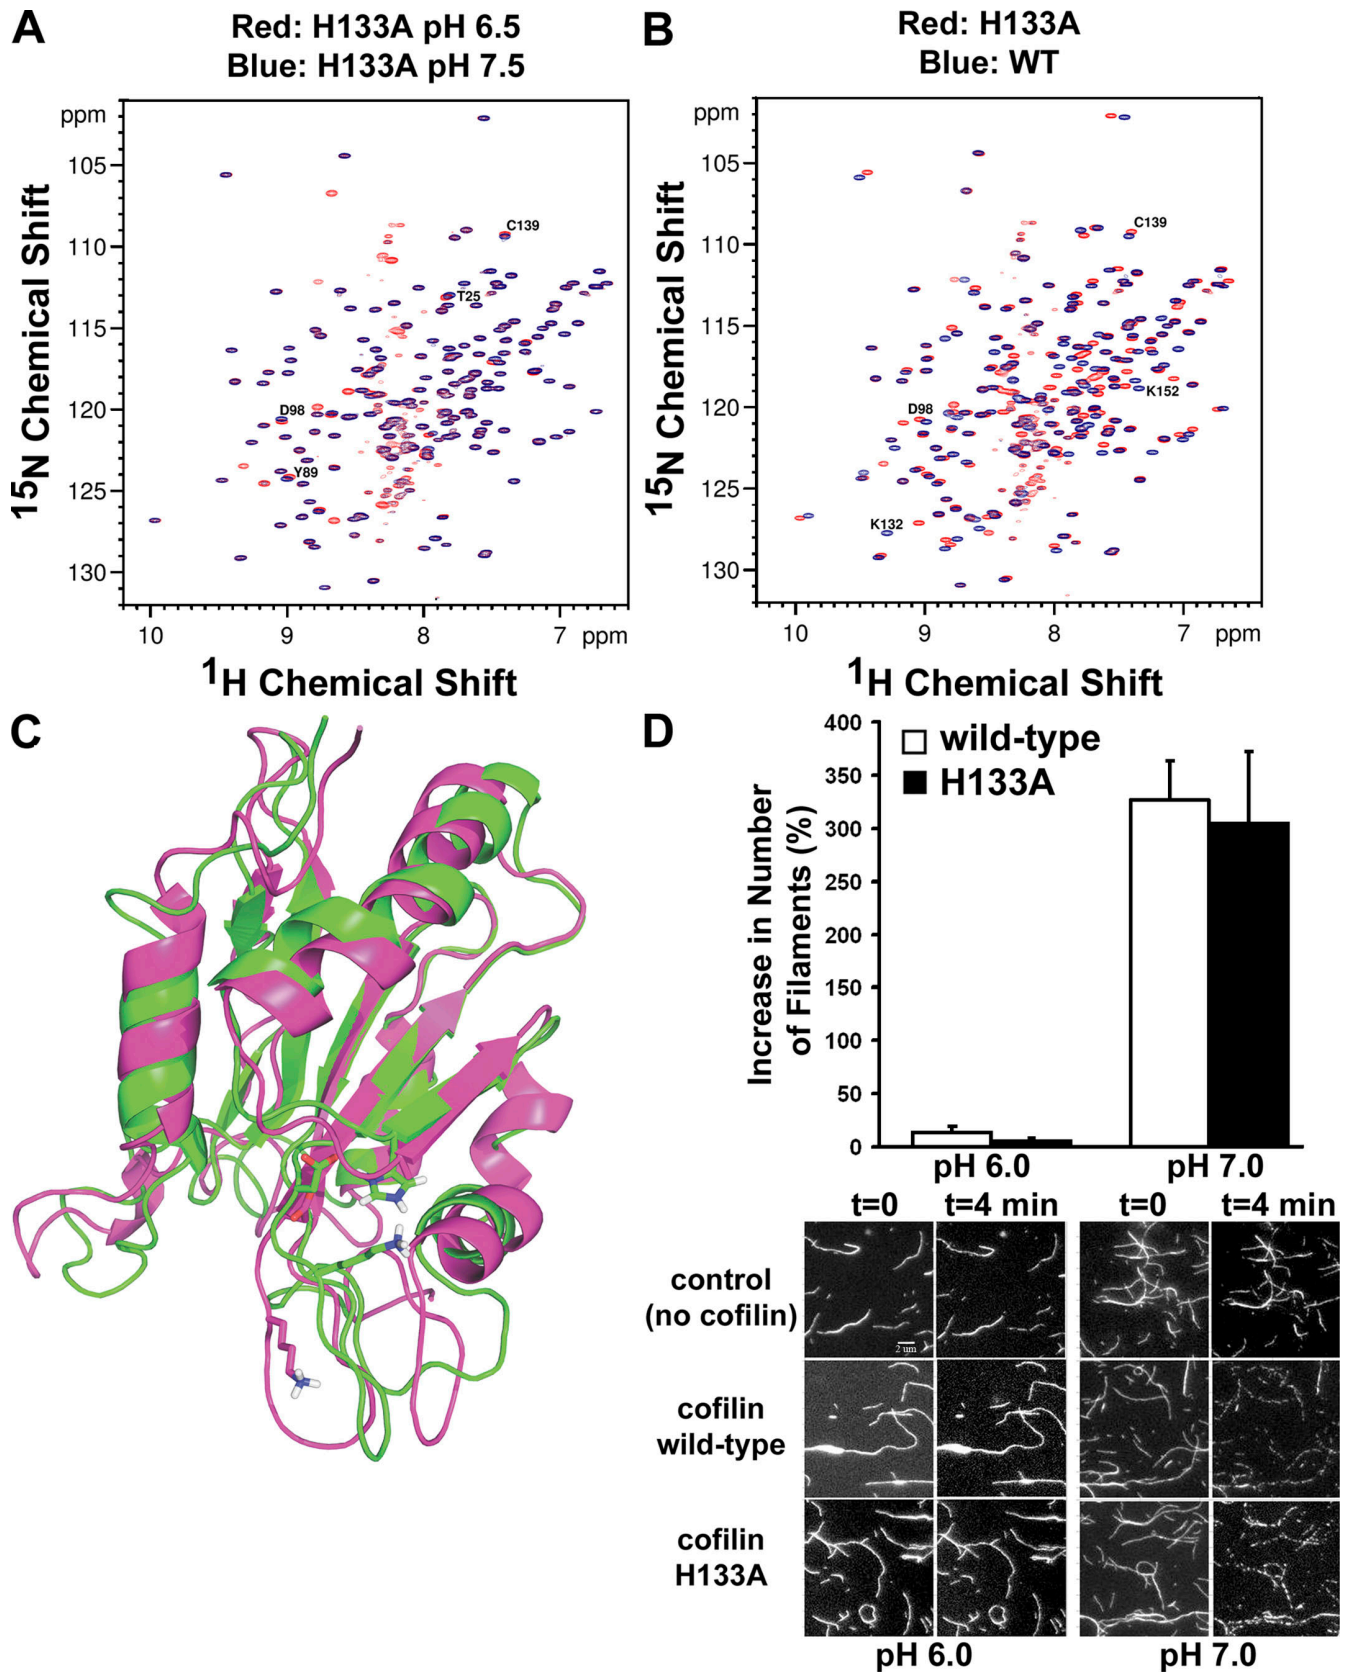 A
Red: H133A pH 6.5
Blue: H133A pH 7.5
ppm
105
110
115
120
125
130
15N Chemical Shift
C139
T25
D98
Y89
10
9
8
7
ppm
1H Chemical Shift
B
Red: H133A
Blue: WT
ppm
105
110
115
120
125
130
15N Chemical Shift
C139
K152
D98
K132
10
9
8
7
ppm
1H Chemical Shift
C
D
400
350
300
250
200
150
100
50
0
Increase in Number
of Filaments (%)
wild-type
H133A
pH 6.0
pH 7.0
t=0
t=4 min
t=0
t=4 min
control
(no cofilin)
2 um
cofilin
wild-type
cofilin
H133A
pH 6.0
pH 7.0